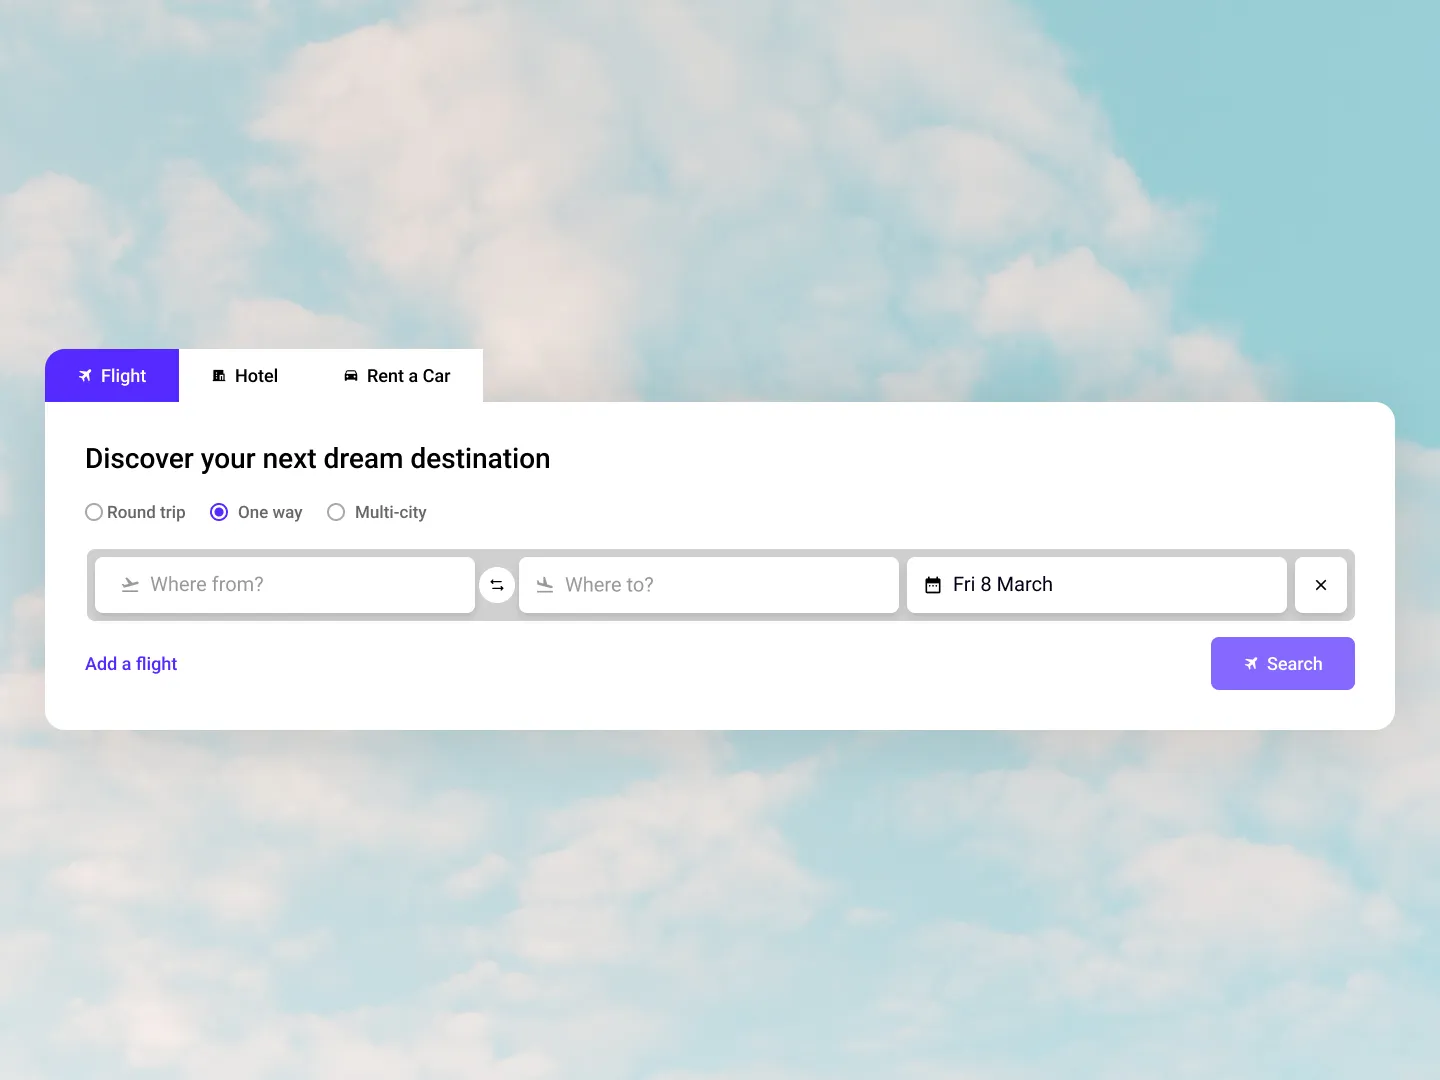 Flight Hotel Rent a Car
Discover your next dream destination
Round trip One way Multi-city
Where from? Where to? Fri 8 March
Add a flight Search